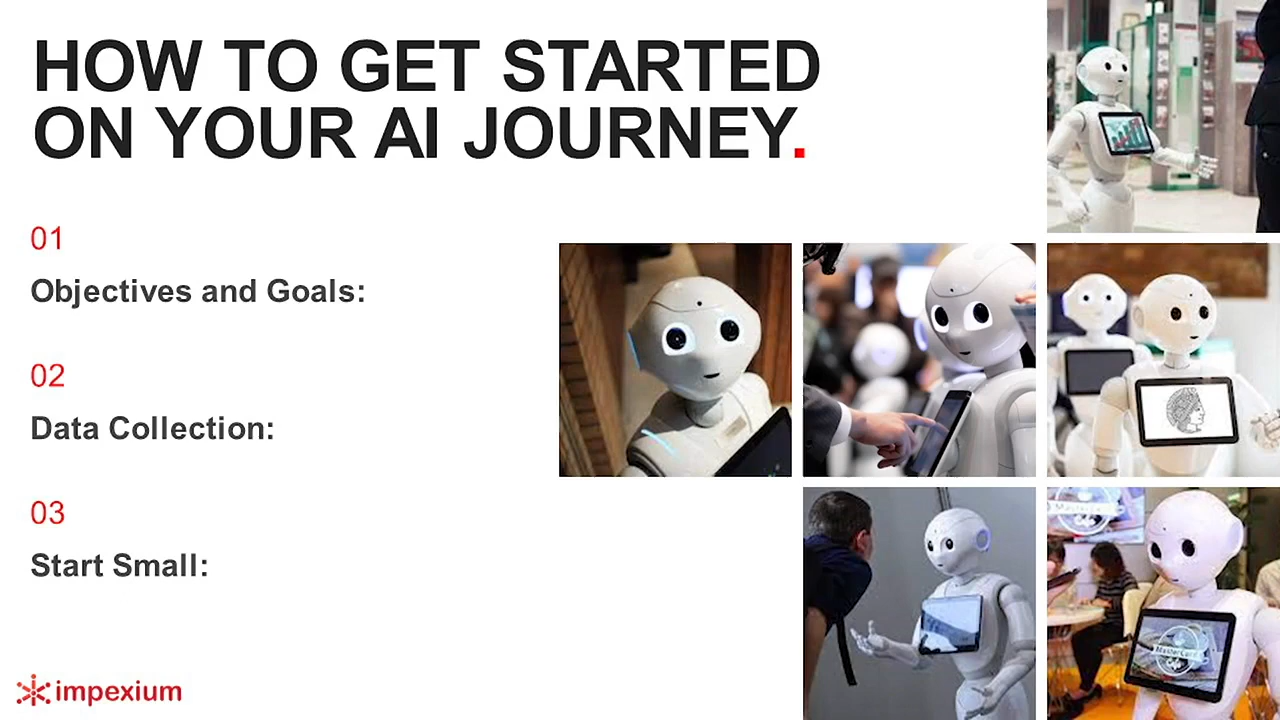 HOW TO GET STARTED
ON YOUR AI JOURNEY.
01
Objectives and Goals:
02
Data Collection:
03
Start Small:
impexium
MasterCard